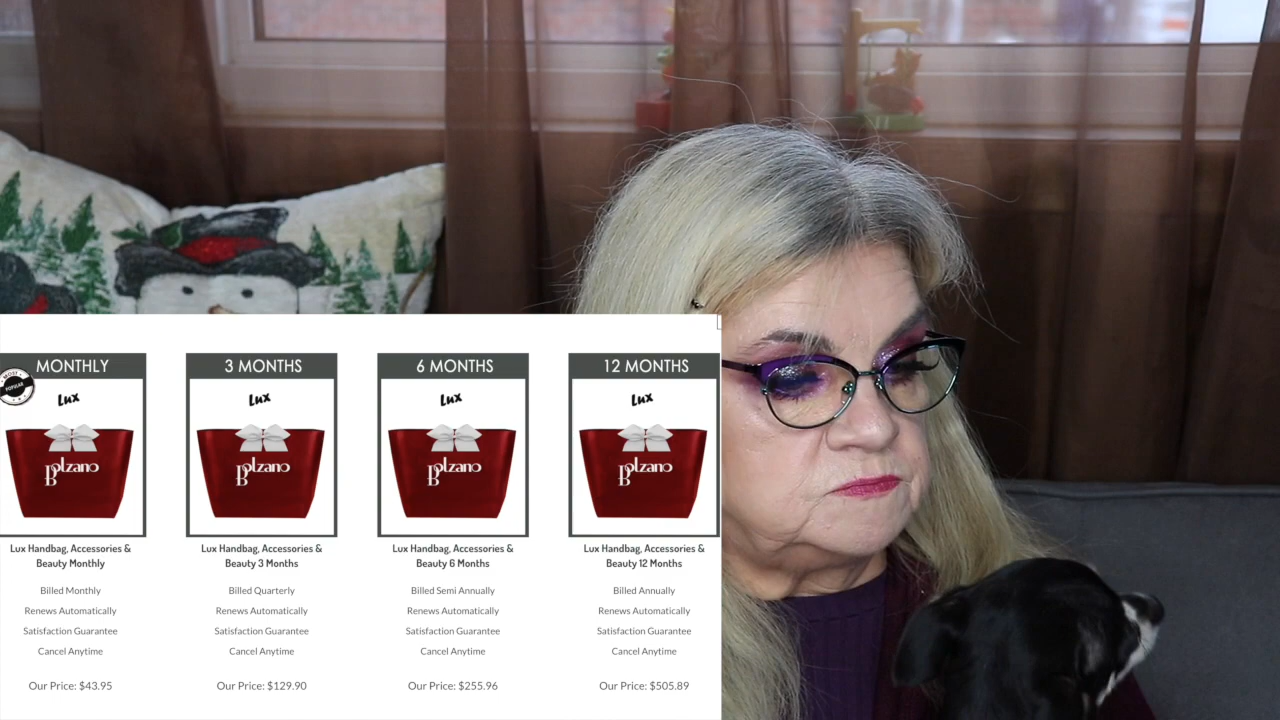 MONTHLY
MOST
POPULAR
Lux
Bolzano
Lux Handbag, Accessories &
Beauty Monthly
Billed Monthly
Renews Automatically
Satisfaction Guarantee
Cancel Anytime
Our Price: $43.95
3 MONTHS
Lux
Bolzano
Lux Handbag, Accessories &
Beauty 3 Months
Billed Quarterly
Renews Automatically
Satisfaction Guarantee
Cancel Anytime
Our Price: $129.90
6 MONTHS
Lux
Bolzano
Lux Handbag, Accessories &
Beauty 6 Months
Billed Semi Annually
Renews Automatically
Satisfaction Guarantee
Cancel Anytime
Our Price: $255.96
12 MONTHS
Lux
Bolzano
Lux Handbag, Accessories &
Beauty 12 Months
Billed Annually
Renews Automatically
Satisfaction Guarantee
Cancel Anytime
Our Price: $505.89